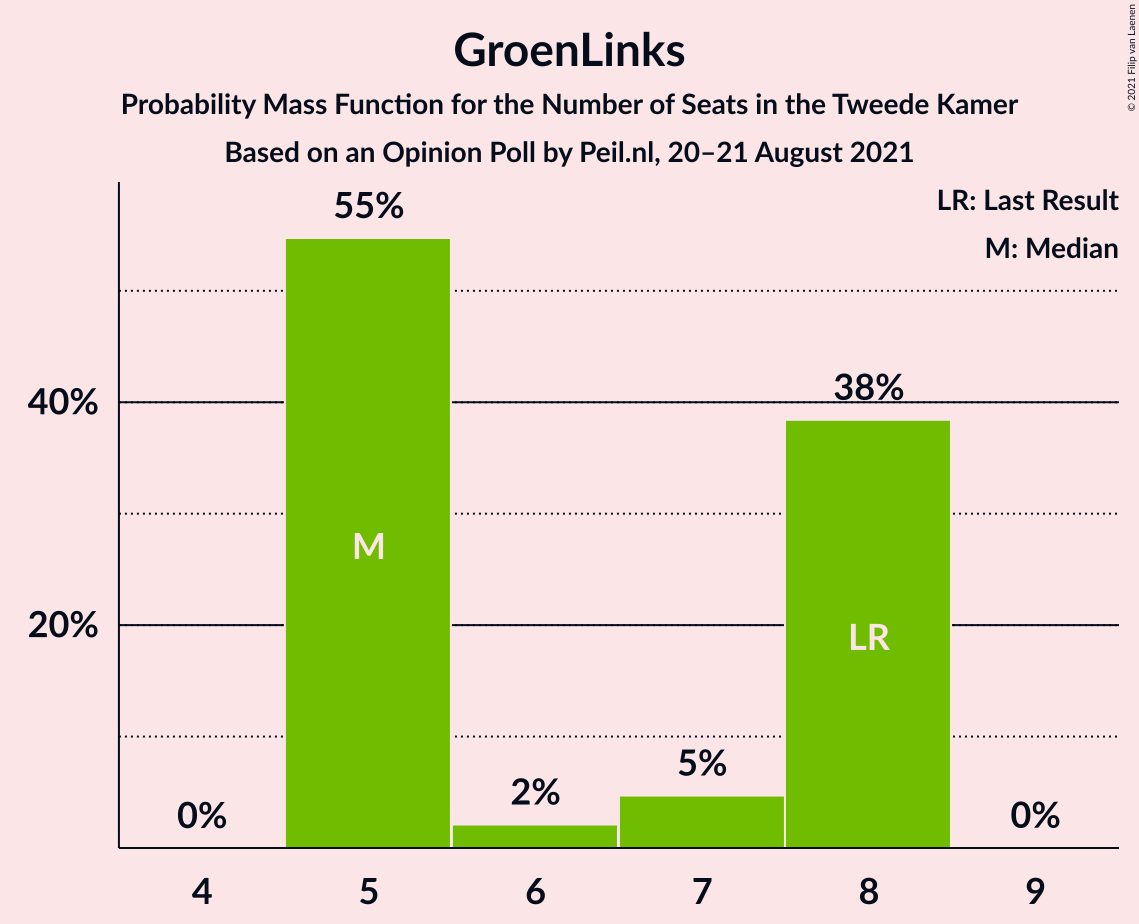 GroenLinks
Probability Mass Function for the Number of Seats in the Tweede Kamer
Based on an Opinion Poll by Peil.nl, 20–21 August 2021
© 2021 Filip van Laenen
LR: Last Result
M: Median
55%
38%
40%
M
20%
LR
5%
2%
0%
0%
4 5 6 7 8 9